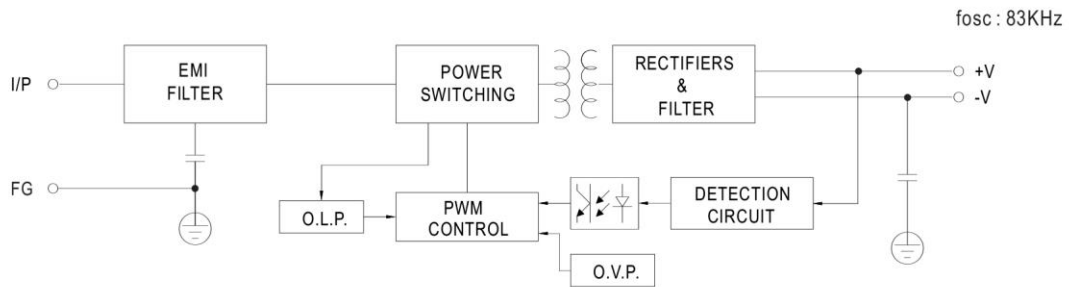 fosc : 83KHz
I/P
EMI
FILTER
POWER
SWITCHING
RECTIFIERS
&
FILTER
+V
-V
FG
O.L.P.
PWM
CONTROL
DETECTION
CIRCUIT
O.V.P.